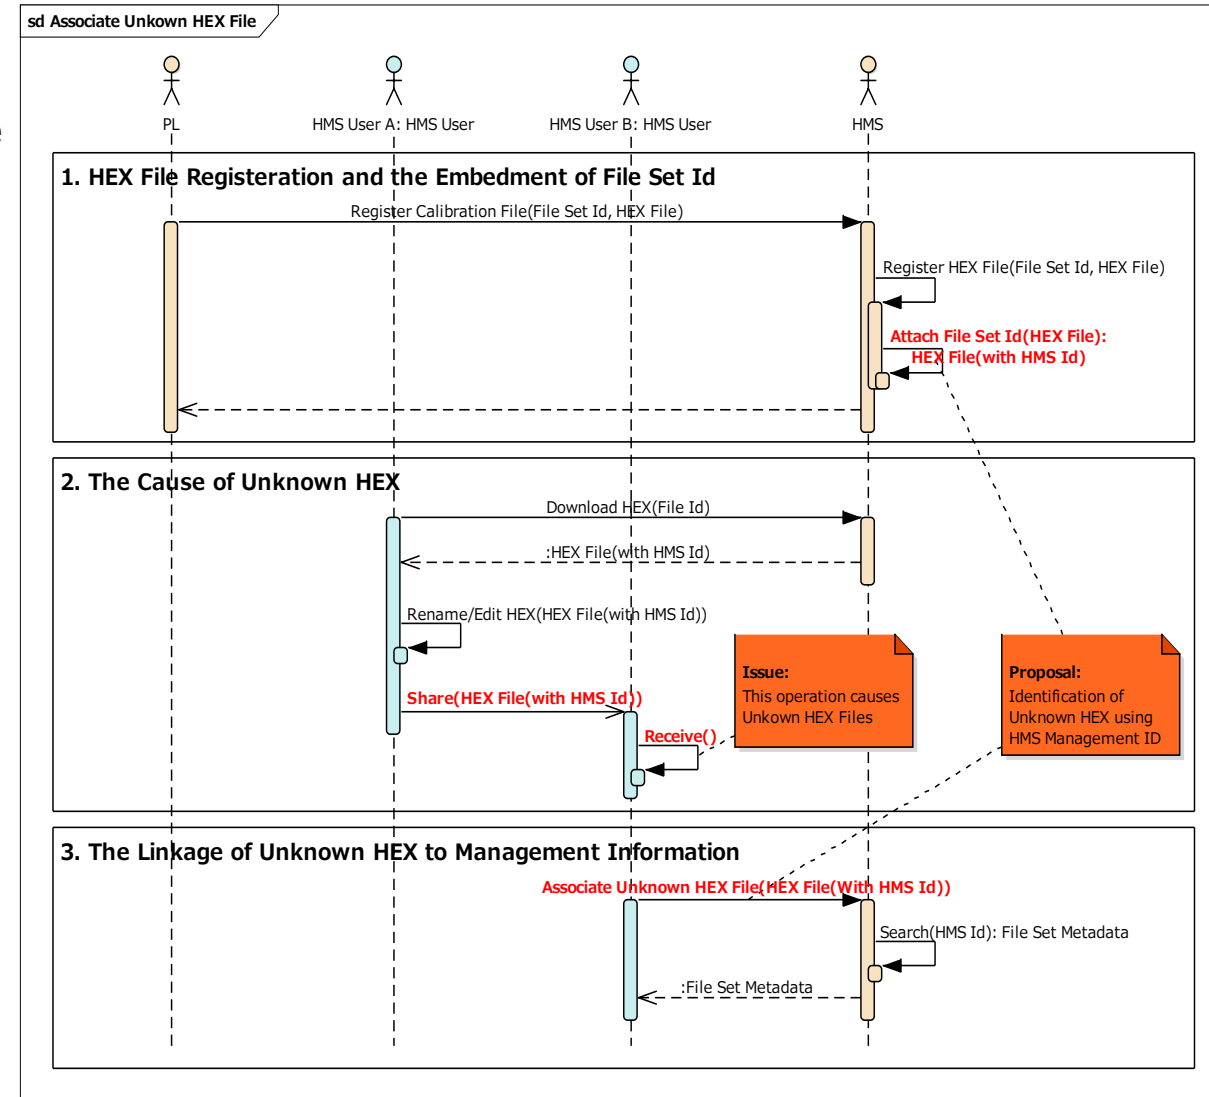 sd Associate Unkown HEX File
PL
HMS User A: HMS User
HMS User B: HMS User
HMS
1. HEX File Registeration and the Embedment of File Set Id
Register Calibration File(File Set Id, HEX File)
Register HEX File(File Set Id, HEX File)
Attach File Set Id(HEX File):
HEX File(with HMS Id)
2. The Cause of Unknown HEX
Download HEX(File Id)
:HEX File(with HMS Id)
Rename/Edit HEX(HEX File(with HMS Id))
Share(HEX File(with HMS Id))
Receive()
Issue:
This operation causes
Unkown HEX Files
Proposal:
Identification of
Unknown HEX using
HMS Management ID
3. The Linkage of Unknown HEX to Management Information
Associate Unknown HEX File(HEX File(With HMS Id))
Search(HMS Id): File Set Metadata
:File Set Metadata